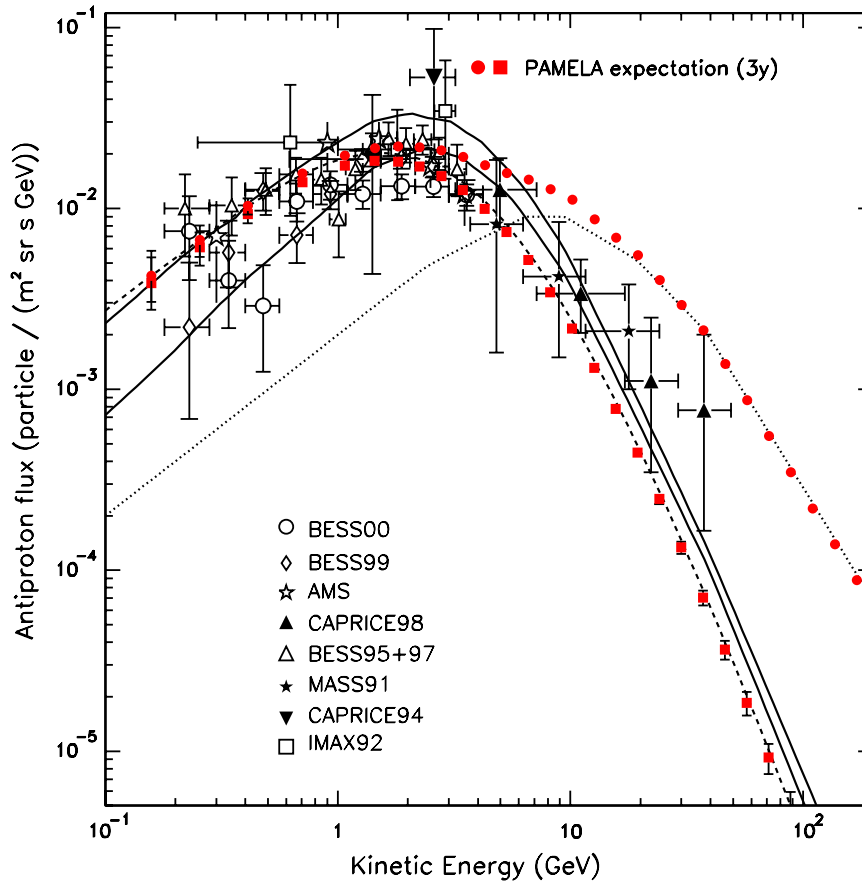 10⁻¹
10⁻²
10⁻³
10⁻⁴
10⁻⁵
Antiproton flux (particle / (m² sr s GeV))
PAMELA expectation (3y)
BESS00
BESS99
AMS
CAPRICE98
BESS95+97
MASS91
CAPRICE94
IMAX92
10⁻¹ 1 10 10²
Kinetic Energy (GeV)